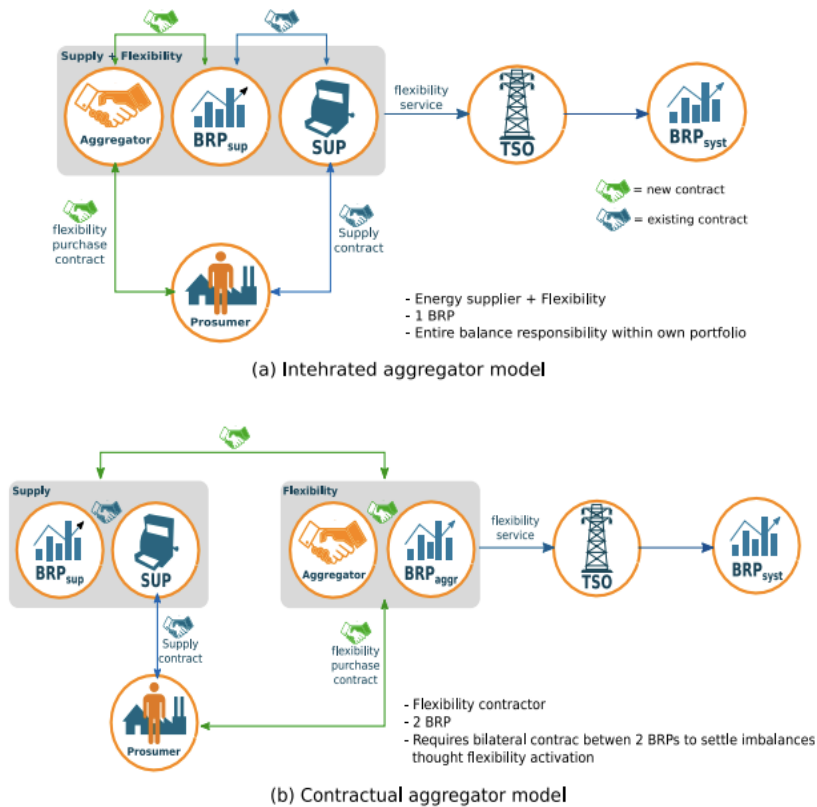 Supply + Flexibility
Aggregator
BRPsup
SUP
flexibility
service
TSO
BRPsyst
= new contract
= existing contract
flexibility
purchase
contract
Supply
contract
Prosumer
- Energy supplier + Flexibility
- 1 BRP
- Entire balance responsibility within own portfolio
(a) Intehrated aggregator model
Supply
BRPsup
SUP
Flexibility
Aggregator
BRPaggr
flexibility
service
TSO
BRPsyst
Supply
contract
flexibility
purchase
contract
Prosumer
- Flexibility contractor
- 2 BRP
- Requires bilateral contrac betwen 2 BRPs to settle imbalances
thought flexibility activation
(b) Contractual aggregator model